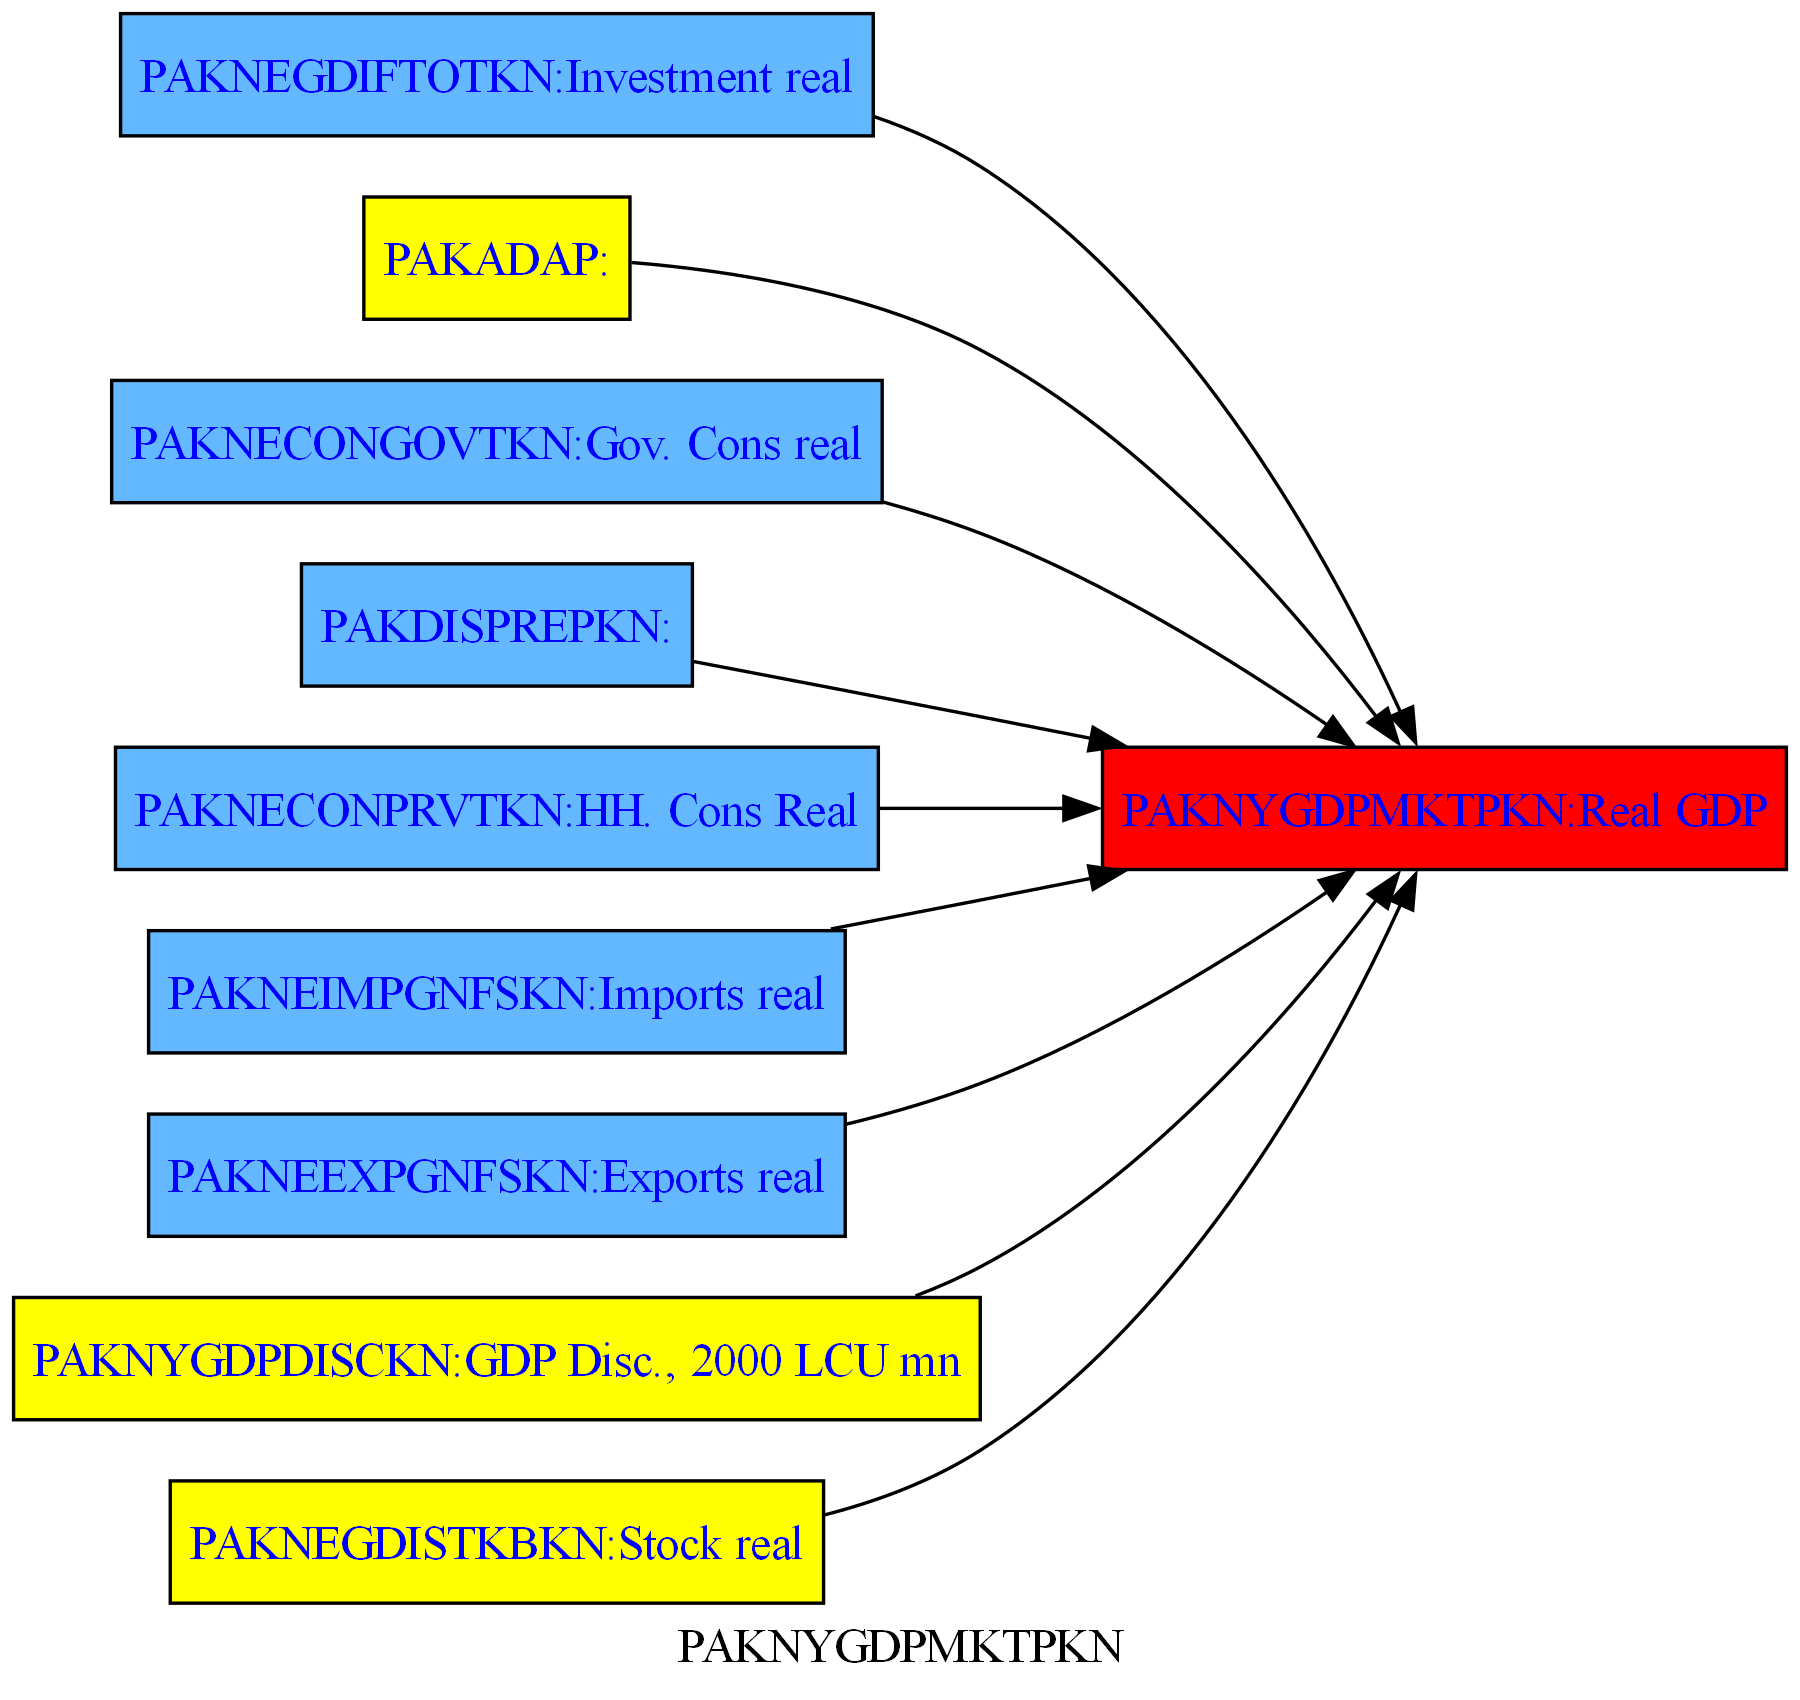 PAKNEGDIFTOTKN:Investment real
PAKADAP:
PAKNECONGOVTKN:Gov. Cons real
PAKDISPREPKN:
PAKNECONPRVTKN:HH. Cons Real
PAKNYGDPMKTPKN:Real GDP
PAKNEIMPGNFSKN:Imports real
PAKNEEXPGNFSKN:Exports real
PAKNYGDPDISCKN:GDP Disc., 2000 LCU mn
PAKNEGDISTKBKN:Stock real
PAKNYGDPMKTPKN